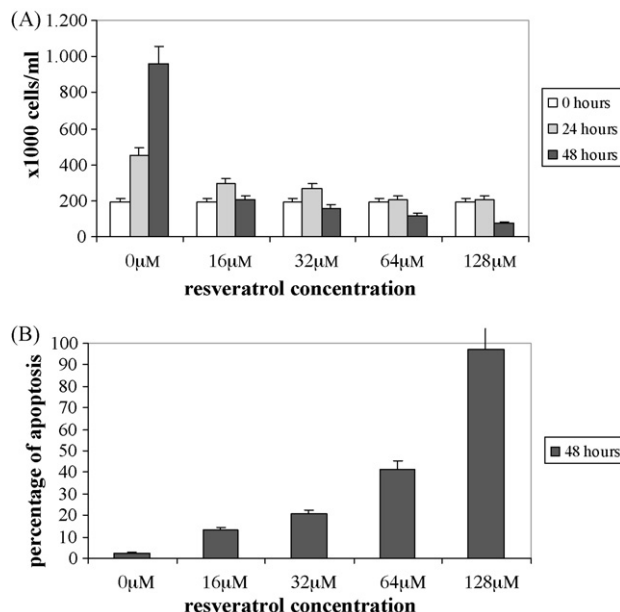 (A)
1.200
1.000
800
600
400
200
0
x1000 cells/ml
0 hours
24 hours
48 hours
0μM 16μM 32μM 64μM 128μM
resveratrol concentration
(B)
100
90
80
70
60
50
40
30
20
10
0
percentage of apoptosis
48 hours
0μM 16μM 32μM 64μM 128μM
resveratrol concentration